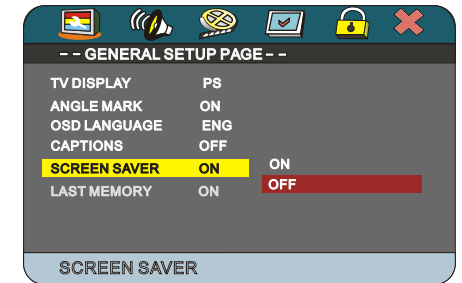 -- GENERAL SETUP PAGE--
TV DISPLAY PS
ANGLE MARK ON
OSD LANGUAGE ENG
CAPTIONS OFF
SCREEN SAVER ON ON
LAST MEMORY ON OFF
SCREEN SAVER